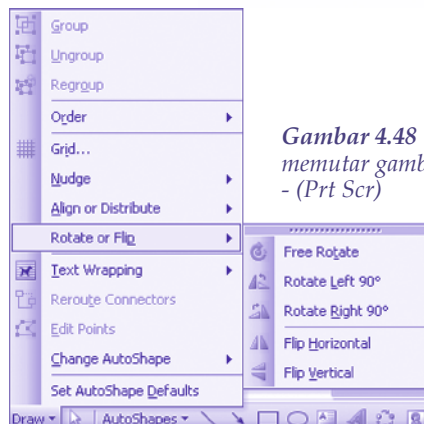 Group
Ungroup
Regroup
Order
Grid...
Nudge
Align or Distribute
Rotate or Flip
Text Wrapping
Reroute Connectors
Edit Points
Change AutoShape
Set AutoShape Defaults
Draw AutoShapes
Gambar 4.48
memutar gamb
- (Prt Scr)
Free Rotate
Rotate Left 90°
Rotate Right 90°
Flip Horizontal
Flip Vertical